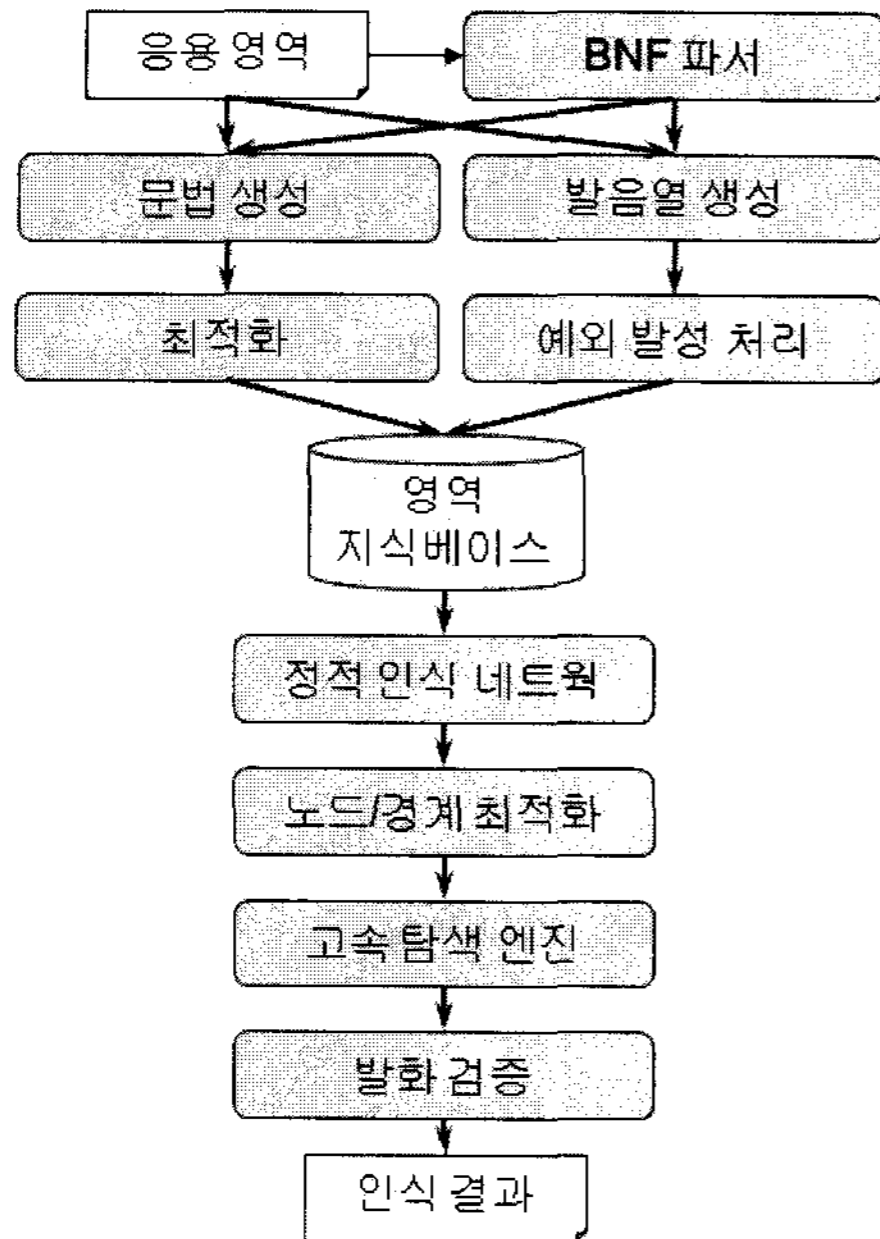 응용 영역
BNF 파서
문법 생성
발음열 생성
최적화
예외 발성 처리
영역
지식베이스
정적 인식 네트웍
노드/경계 최적화
고속 탐색 엔진
발화 검증
인식 결과